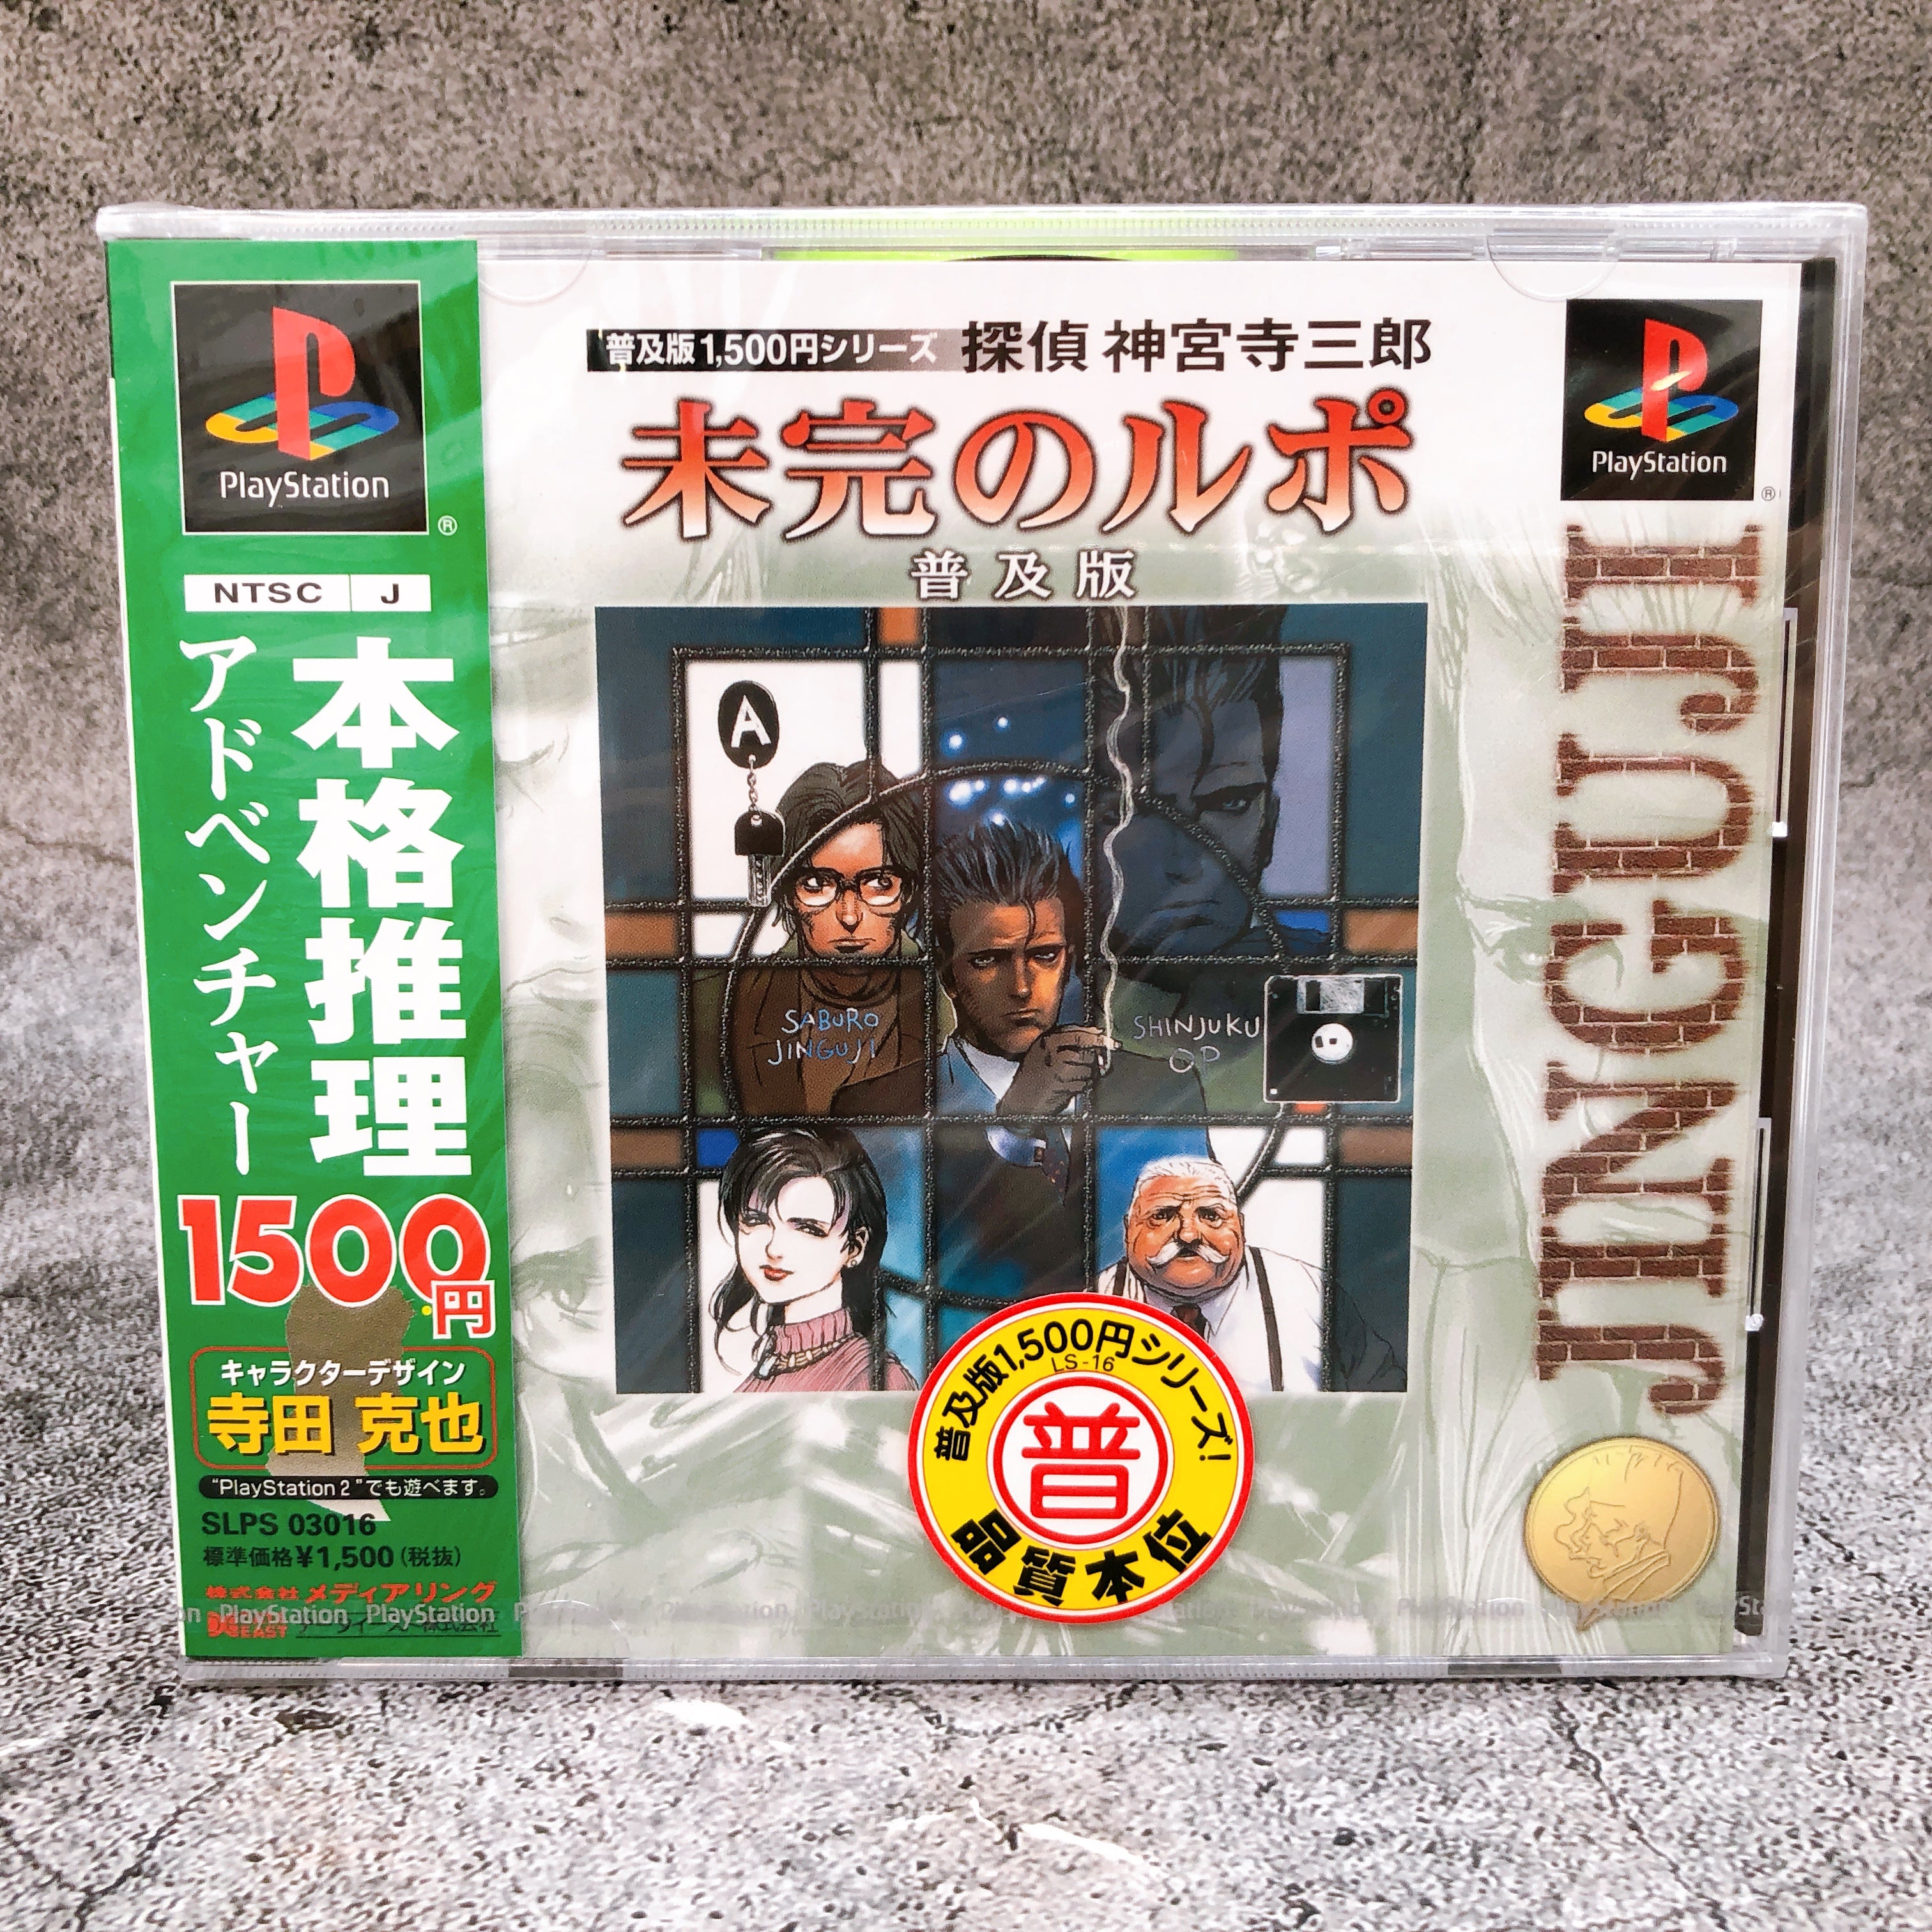 PlayStation
®
NTSC J
本格推理
アドベンチャー
1500円
キャラクターデザイン
寺田 克也
"PlayStation 2"でも遊べます。
SLPS 03016
標準価格¥1,500(税抜)
株式会社 メディアリング
PlayStation PlayStation
BEAST
普及版1,500円シリーズ 探偵 神宮寺三郎
未完のルポ
普及版
A
SABURO
JINGUJI
SHINJUKU
OP
普及版1,500円シリーズ!
LS-16
普
品質本位
PlayStation
®
JINGUJI